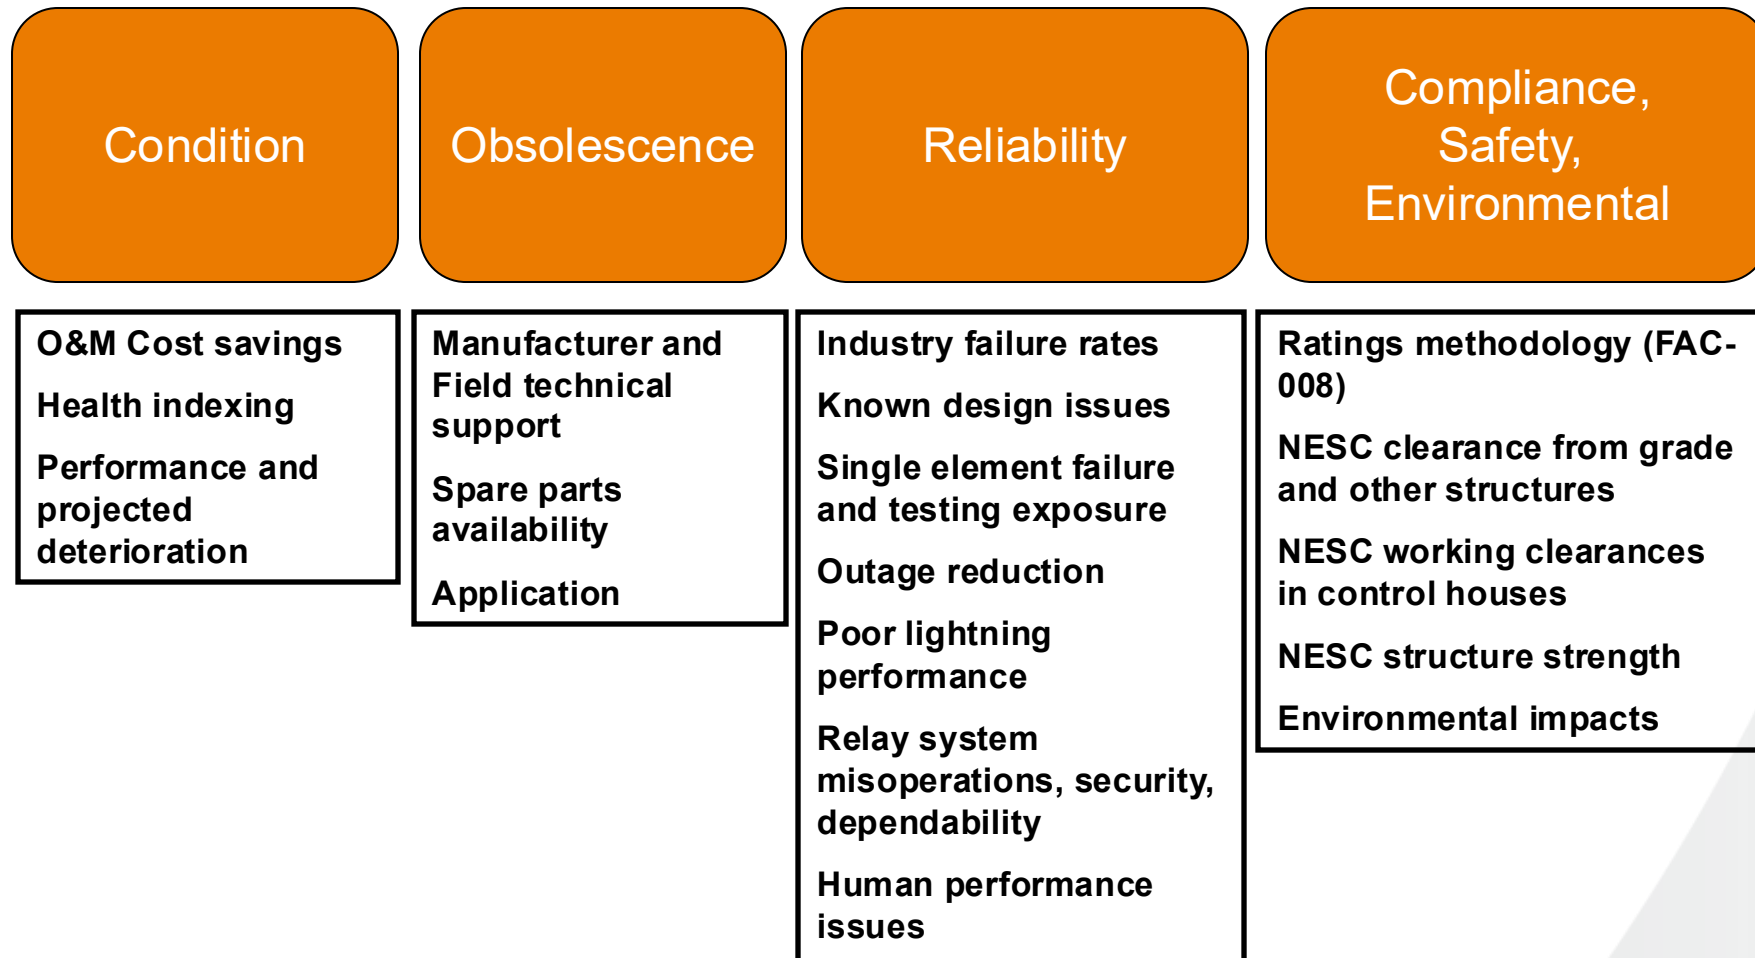 Condition
Obsolescence
Reliability
Compliance,
Safety,
Environmental
O&M Cost savings
Health indexing
Performance and
projected
deterioration
Manufacturer and
Field technical
support
Spare parts
availability
Application
Industry failure rates
Known design issues
Single element failure
and testing exposure
Outage reduction
Poor lightning
performance
Relay system
misoperations, security,
dependability
Human performance
issues
Ratings methodology (FAC-
008)
NESC clearance from grade
and other structures
NESC working clearances
in control houses
NESC structure strength
Environmental impacts